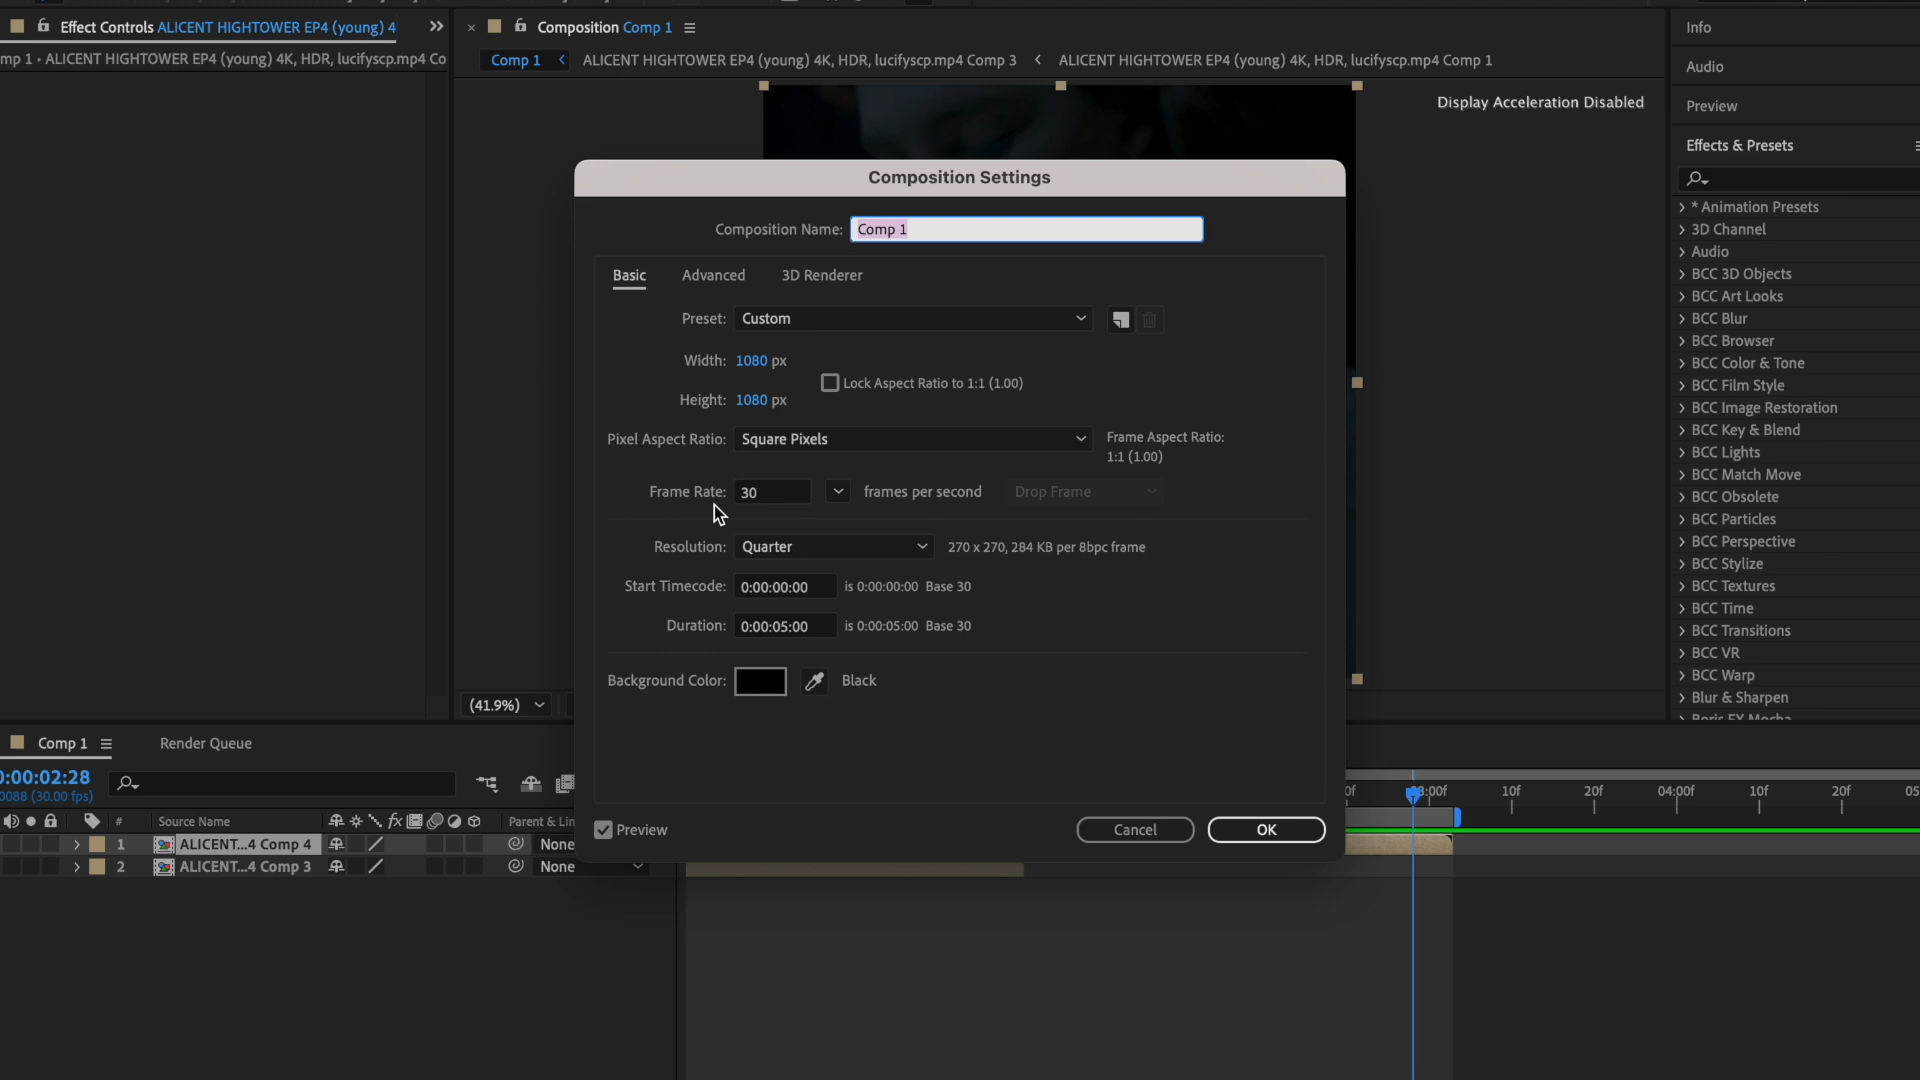 Effect Controls ALICENT HIGHTOWER EP4 (young) 4
mp 1 • ALICENT HIGHTOWER EP4 (young) 4K, HDR, lucifyscp.mp4 Co
Composition Comp 1
Comp 1 < ALICENT HIGHTOWER EP4 (young) 4K, HDR, lucifyscp.mp4 Comp 3 < ALICENT HIGHTOWER EP4 (young) 4K, HDR, lucifyscp.mp4 Comp 1
Display Acceleration Disabled
Composition Settings
Composition Name: Comp 1
Basic Advanced 3D Renderer
Preset: Custom
Width: 1080 px
Lock Aspect Ratio to 1:1 (1.00)
Height: 1080 px
Pixel Aspect Ratio: Square Pixels
Frame Aspect Ratio:
1:1 (1.00)
Frame Rate: 30 frames per second Drop Frame
Resolution: Quarter 270 x 270, 284 KB per 8bpc frame
Start Timecode: 0:00:00:00 is 0:00:00:00 Base 30
Duration: 0:00:05:00 is 0:00:05:00 Base 30
Background Color: Black
Preview Cancel OK
Info
Audio
Preview
Effects & Presets
* Animation Presets
3D Channel
Audio
BCC 3D Objects
BCC Art Looks
BCC Blur
BCC Browser
BCC Color & Tone
BCC Film Style
BCC Image Restoration
BCC Key & Blend
BCC Lights
BCC Match Move
BCC Obsolete
BCC Particles
BCC Perspective
BCC Stylize
BCC Textures
BCC Time
BCC Transitions
BCC VR
BCC Warp
Blur & Sharpen
Boris FX Mocha
(41.9%)
Comp 1 Render Queue
0:00:02:28
0088 (30.00 fps)
# Source Name fx Parent & Lin
1 ALICENT...4 Comp 4 None
2 ALICENT...4 Comp 3 None
0f 03:00f 10f 20f 04:00f 10f 20f 05